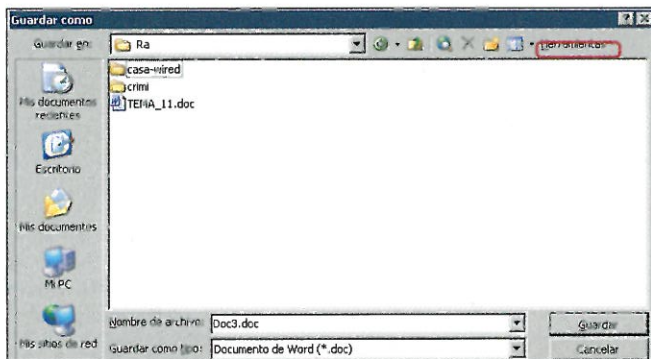 Guardar como
Guardar en: Ra Herramientas
casa-wired
crimi
TEMA_11.doc
Mis documentos
recientes
Escritorio
Mis documentos
Mi PC
Mis sitios de red
Nombre de archivo: Doc3.doc Guardar
Guardar como tipo: Documento de Word (*.doc) Cancelar